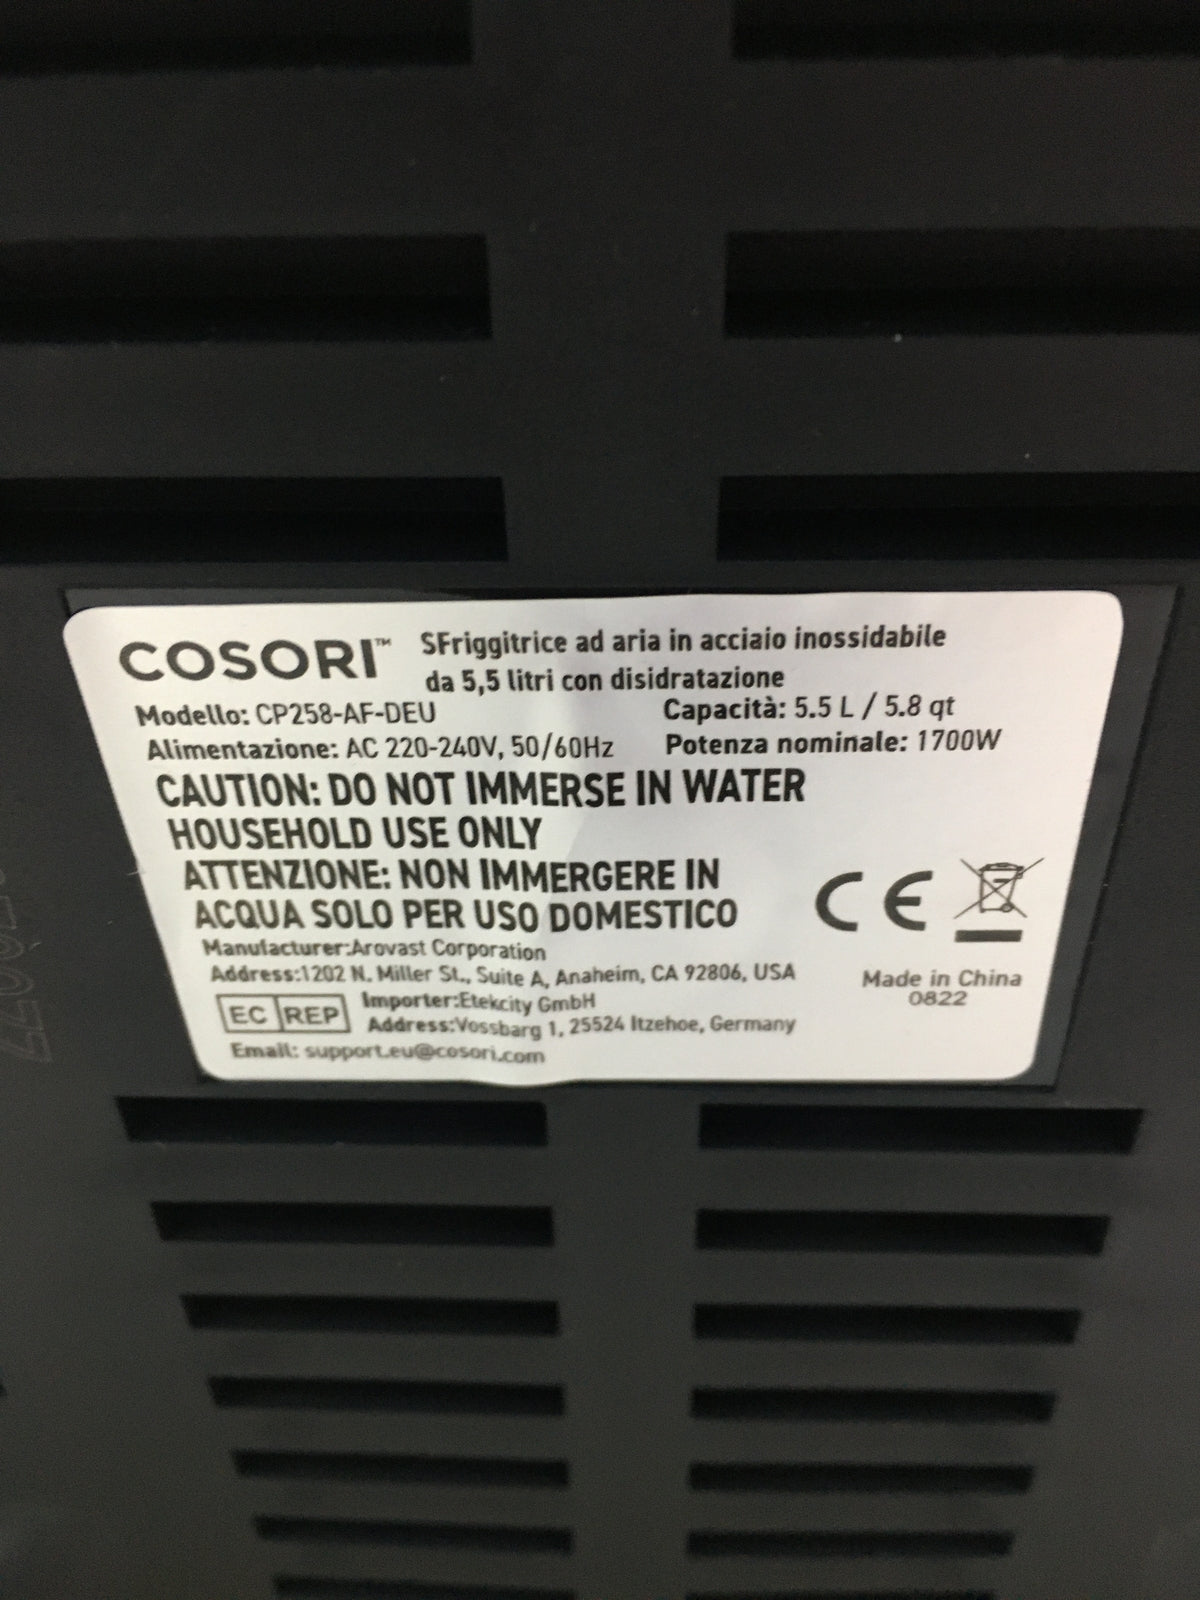 COSORI™ SFriggitrice ad aria in acciaio inossidabile
da 5,5 litri con disidratazione
Modello: CP258-AF-DEU Capacità: 5.5 L / 5.8 qt
Alimentazione: AC 220-240V, 50/60Hz Potenza nominale: 1700W
CAUTION: DO NOT IMMERSE IN WATER
HOUSEHOLD USE ONLY
ATTENZIONE: NON IMMERGERE IN
ACQUA SOLO PER USO DOMESTICO
CE
Manufacturer:Arovast Corporation
Address:1202 N. Miller St., Suite A, Anaheim, CA 92806, USA
Made in China
0822
EC REP
Importer:Etekcity GmbH
Address:Vossbarg 1, 25524 Itzehoe, Germany
Email: support.eu@cosori.com